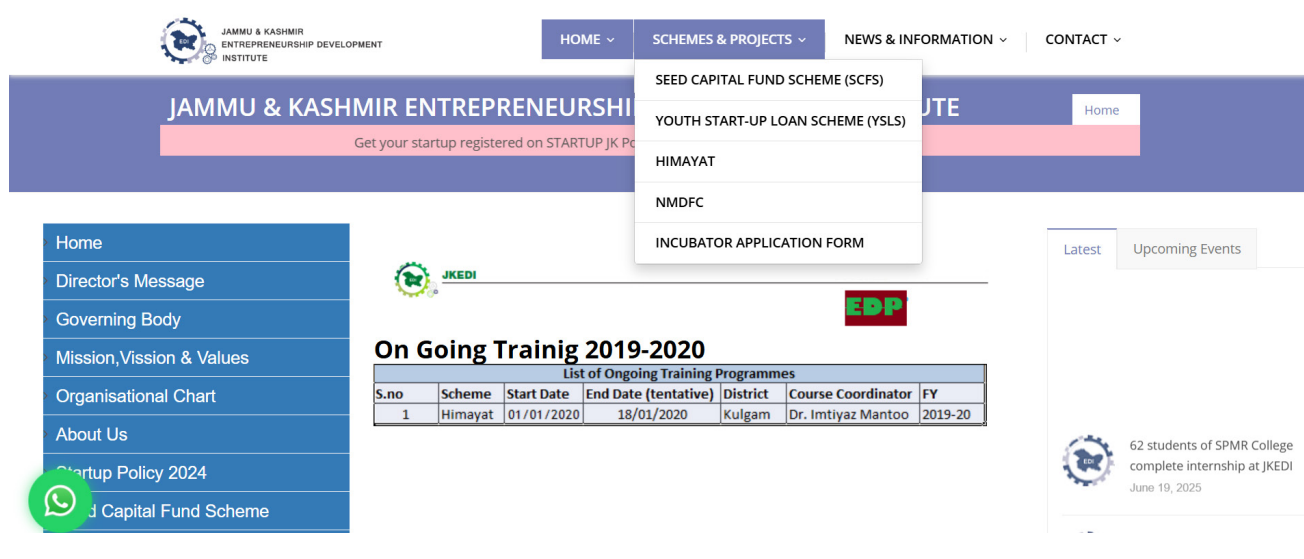 JAMMU & KASHMIR
ENTREPRENEURSHIP DEVELOPMENT
INSTITUTE
HOME
SCHEMES & PROJECTS
NEWS & INFORMATION
CONTACT
SEED CAPITAL FUND SCHEME (SCFS)
YOUTH START-UP LOAN SCHEME (YSLS)
HIMAYAT
NMDFC
INCUBATOR APPLICATION FORM
JAMMU & KASHMIR
Home
Get your startup registered on STARTUP JK
Home
Director's Message
Governing Body
Mission,Vission & Values
Organisational Chart
About Us
Startup Policy 2024
Capital Fund Scheme
EDI
JKEDI
EDP
On Going Trainig 2019-2020
List of Ongoing Training Programmes
S.no Scheme Start Date End Date (tentative) District Course Coordinator FY
1 Himayat 01/01/2020 18/01/2020 Kulgam Dr. Imtiyaz Mantoo 2019-20
Latest
Upcoming Events
EDI
62 students of SPMR College
complete internship at JKEDI
June 19, 2025